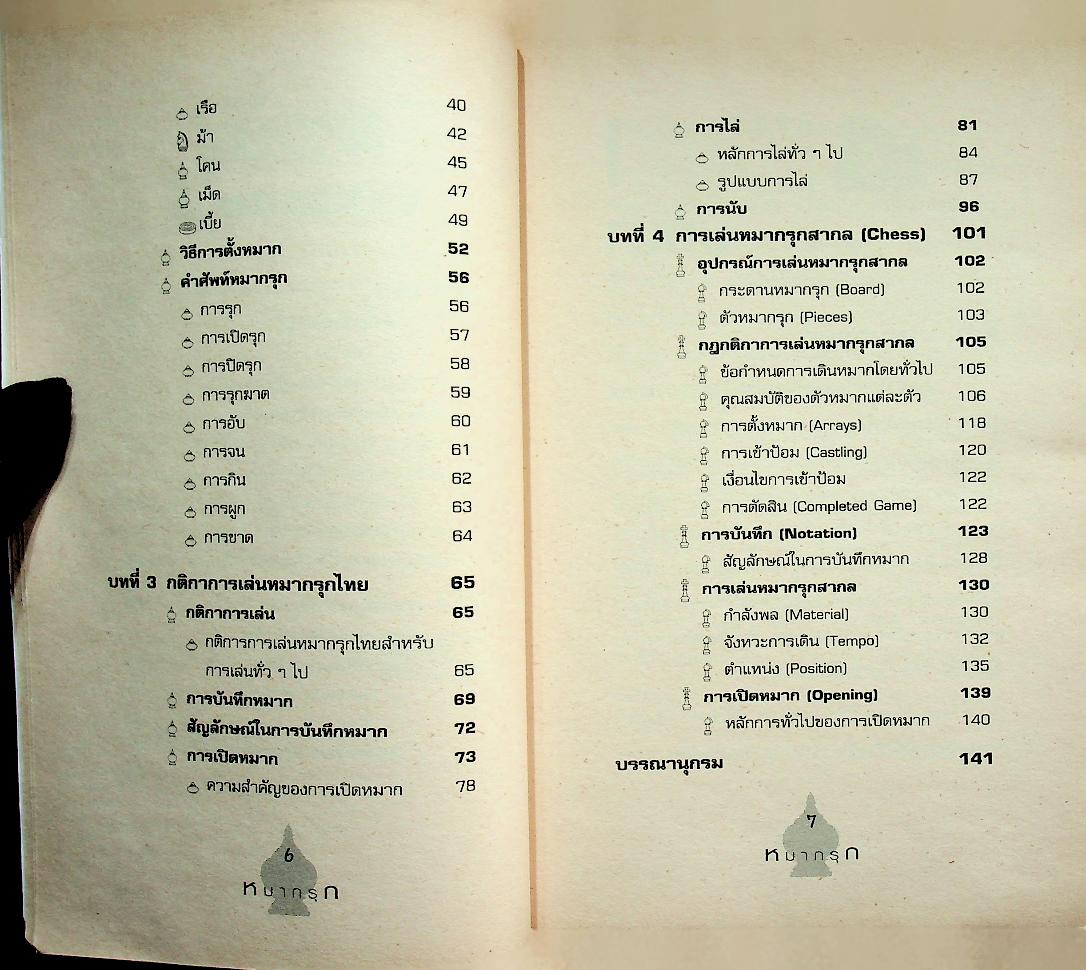 เรือ 40
ม้า 42
โคน 45
เม็ด 47
เบี้ย 49
วิธีการตั้งหมาก 52
คำศัพท์หมากรุก 56
การรุก 56
การเปิดรุก 57
การปิดรุก 58
การรุกฆาต 59
การอับ 60
การจน 61
การกิน 62
การผูก 63
การขาด 64
บทที่ 3 กติกาการเล่นหมากรุกไทย 65
กติกาการเล่น 65
กติการการเล่นหมากรุกไทยสำหรับ
การเล่นทั่ว ๆ ไป 65
การบันทึกหมาก 69
สัญลักษณ์ในการบันทึกหมาก 72
การเปิดหมาก 73
ความสำคัญของการเปิดหมาก 78
6
หมากรุก
การไล่ 81
หลักการไล่ทั่ว ๆ ไป 84
รูปแบบการไล่ 87
การนับ 96
บทที่ 4 การเล่นหมากรุกสากล (Chess) 101
อุปกรณ์การเล่นหมากรุกสากล 102
กระดานหมากรุก (Board) 102
ตัวหมากรุก (Pieces) 103
กฎกติกาการเล่นหมากรุกสากล 105
ข้อกำหนดการเดินหมากโดยทั่วไป 105
คุณสมบัติของตัวหมากแต่ละตัว 106
การตั้งหมาก (Arrays) 118
การเข้าป้อม (Castling) 120
เงื่อนไขการเข้าป้อม 122
การตัดสิน (Completed Game) 122
การบันทึก (Notation) 123
สัญลักษณ์ในการบันทึกหมาก 128
การเล่นหมากรุกสากล 130
กำลังพล (Material) 130
จังหวะการเดิน (Tempo) 132
ตำแหน่ง (Position) 135
การเปิดหมาก (Opening) 139
หลักการทั่วไปของการเปิดหมาก 140
บรรณานุกรม 141
7
หมากรุก